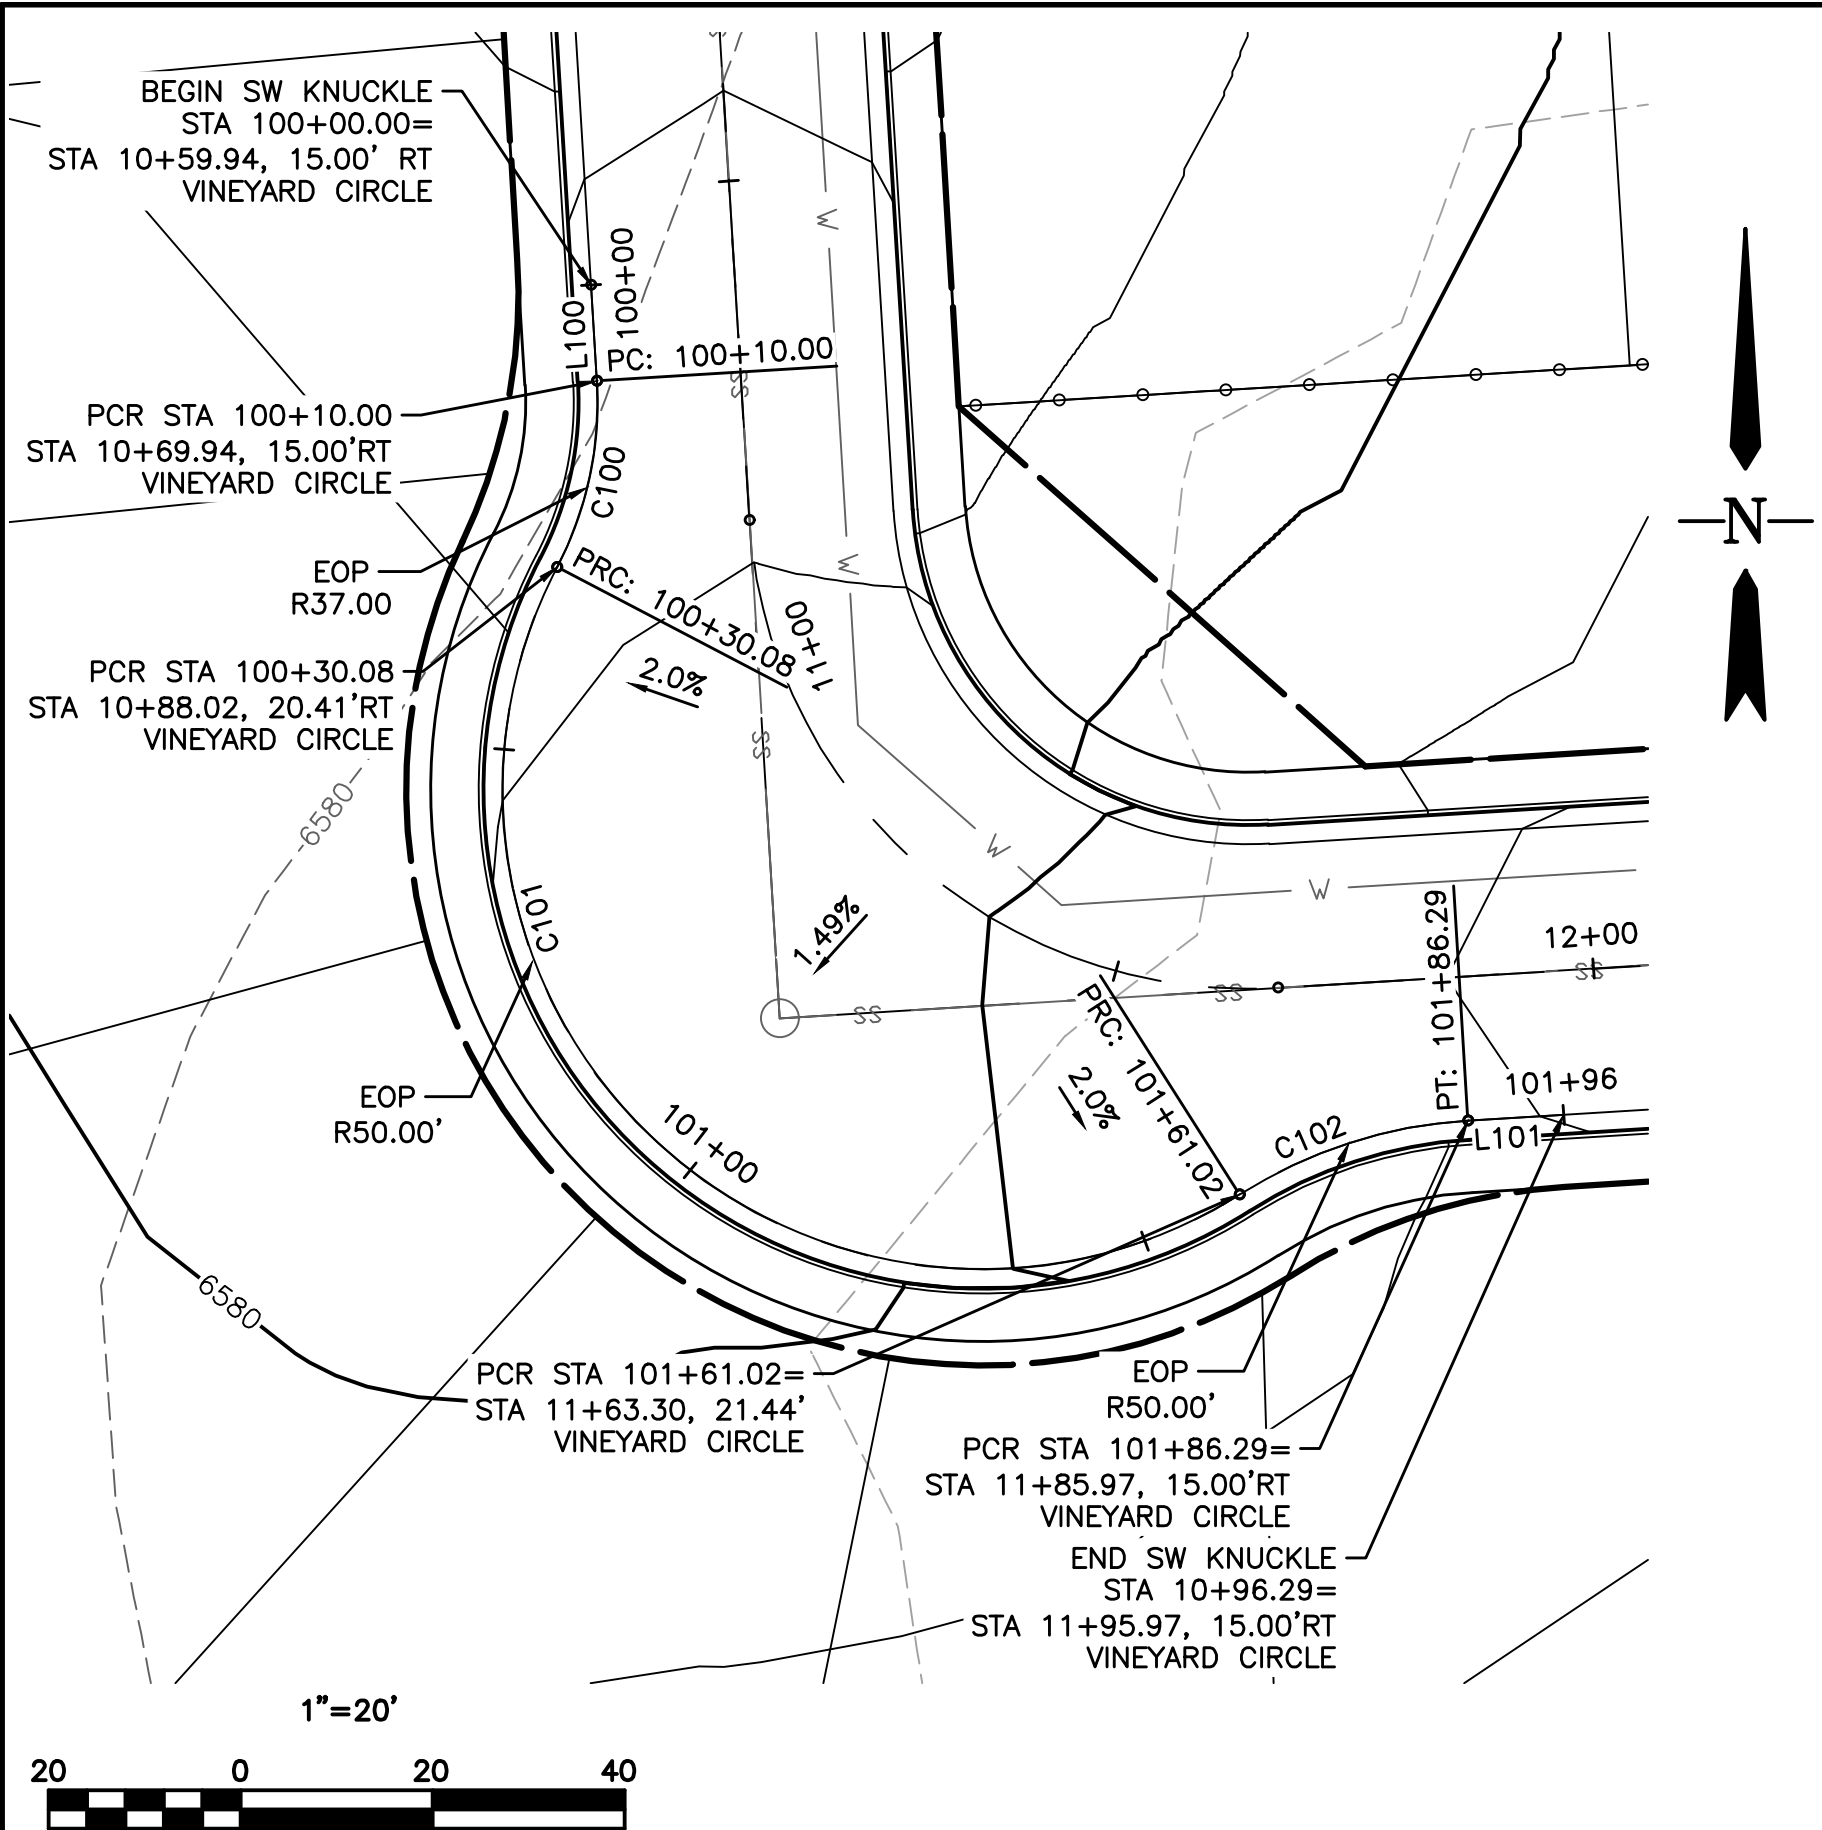 BEGIN SW KNUCKLE
STA 100+00.00=
STA 10+59.94, 15.00' RT
VINEYARD CIRCLE
100+00
L100
W
PC: 100+10.00
SS
PCR STA 100+10.00
STA 10+69.94, 15.00'RT
VINEYARD CIRCLE
C100
N
EOP
R37.00
PRC: 100+30.08
W
11+00
PCR STA 100+30.08
STA 10+88.02, 20.41'RT
VINEYARD CIRCLE
2.0%
SS
6580
W
W
C101
1.49%
PT: 101+86.29
12+00
SS
SS
SS
PRC: 101+61.02
2.0%
101+96
EOP
R50.00'
101+00
C102
L101
6580
PCR STA 101+61.02=
STA 11+63.30, 21.44'
VINEYARD CIRCLE
EOP
R50.00'
PCR STA 101+86.29=
STA 11+85.97, 15.00'RT
VINEYARD CIRCLE
END SW KNUCKLE
STA 10+96.29=
STA 11+95.97, 15.00'RT
VINEYARD CIRCLE
1"=20'
20 0 20 40